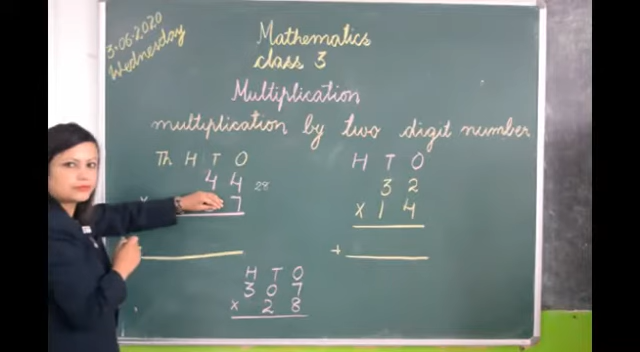 3.06.2020
Wednesday
Mathematics
class 3
Multiplication
multiplication by two digit number
Th H T O
4 4 28
× 7
H T O
3 2
× 1 4
+
H T O
3 0 7
× 2 8